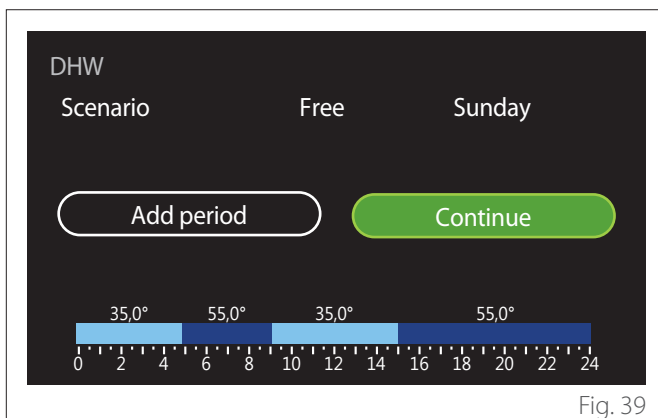 DHW
Scenario Free Sunday
Add period Continue
35,0° 55,0° 35,0° 55,0°
0 2 4 6 8 10 12 14 16 18 20 22 24
Fig. 39